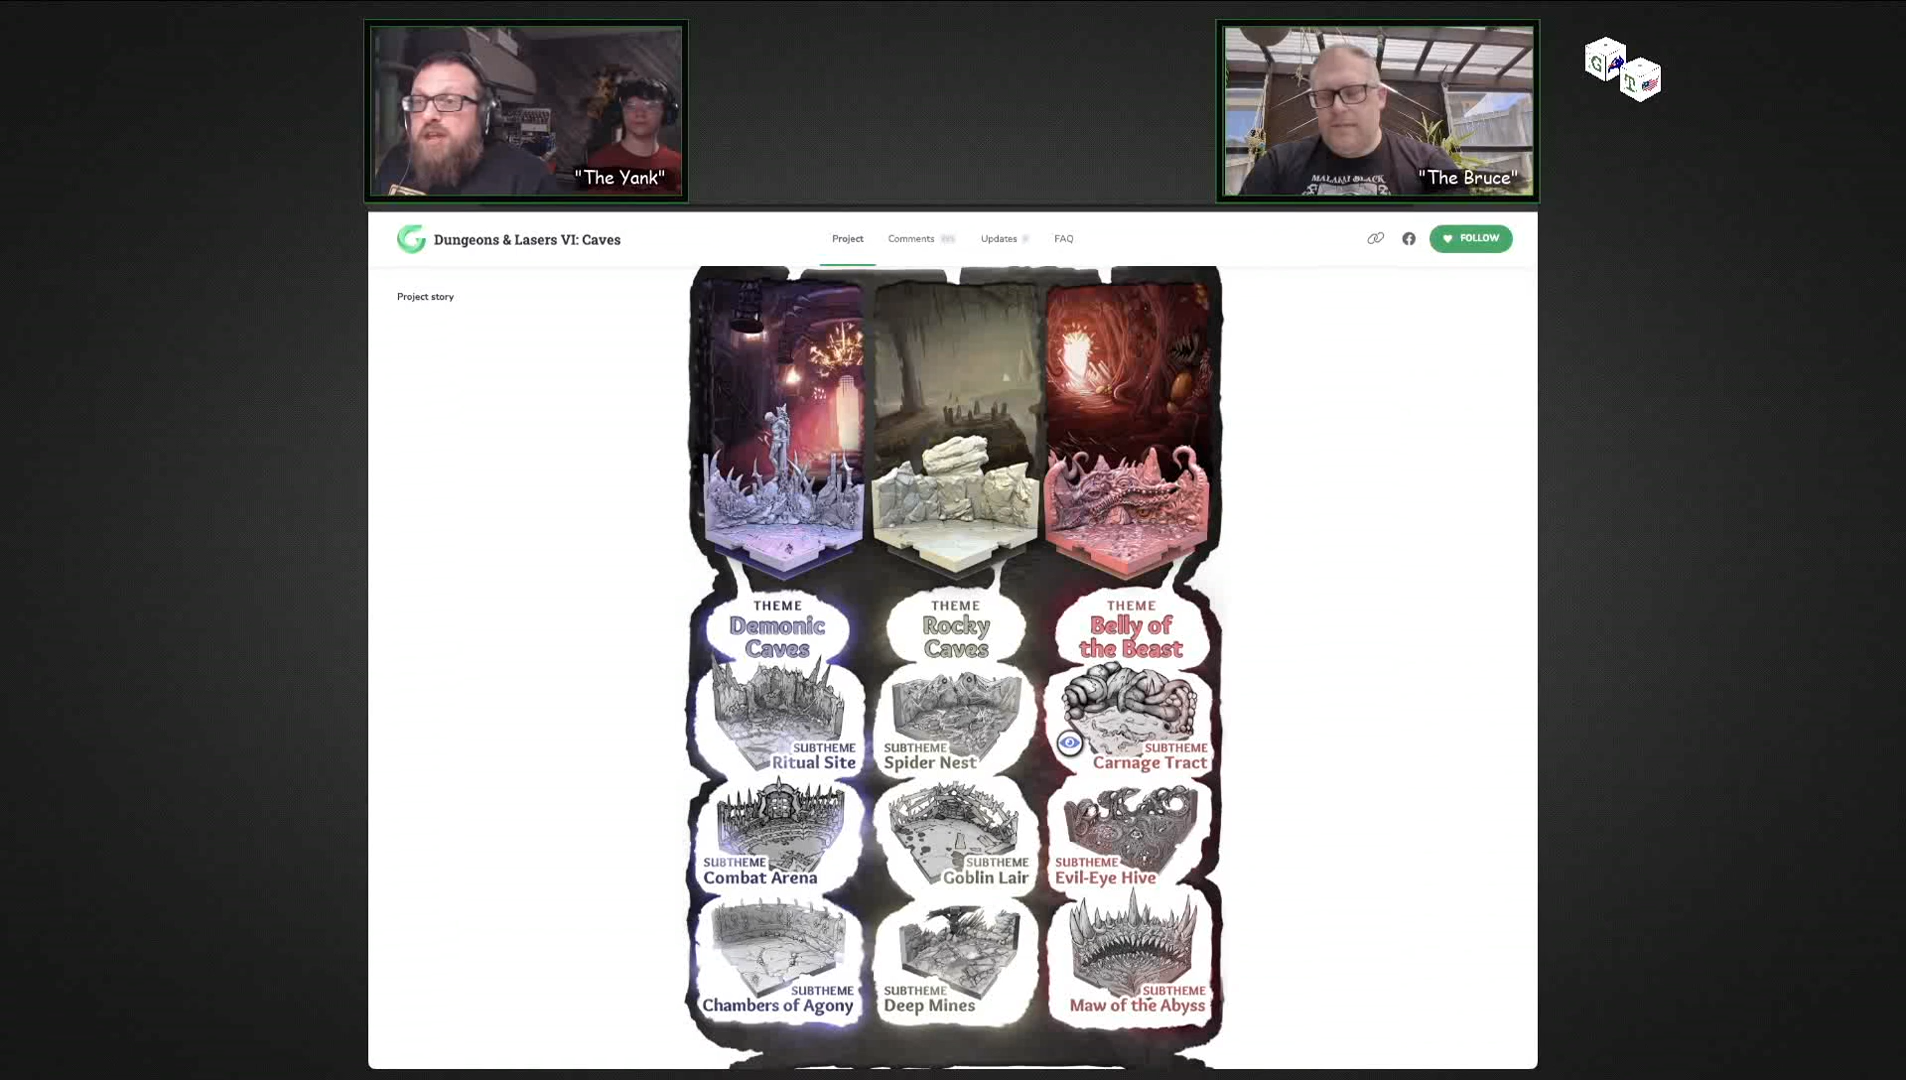 "The Yank"
MALAKAI BLACK
"The Bruce"
G
T
Dungeons & Lasers VI: Caves
Project
Comments
Updates
FAQ
FOLLOW
Project story
THEME
Demonic
Caves
THEME
Rocky
Caves
THEME
Belly of
the Beast
SUBTHEME
Ritual Site
SUBTHEME
Spider Nest
SUBTHEME
Carnage Tract
SUBTHEME
Combat Arena
SUBTHEME
Goblin Lair
SUBTHEME
Evil-Eye Hive
SUBTHEME
Chambers of Agony
SUBTHEME
Deep Mines
SUBTHEME
Maw of the Abyss